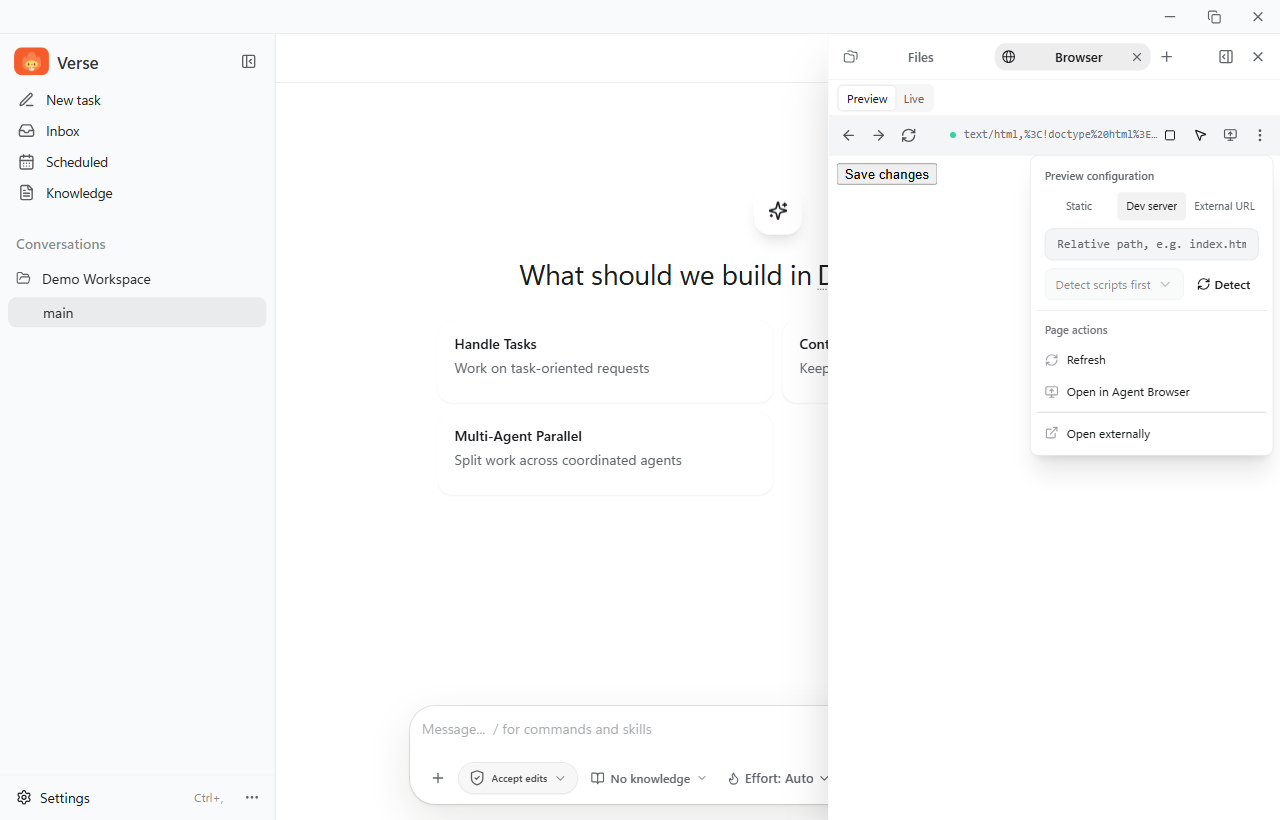 Verse
New task
Inbox
Scheduled
Knowledge
Conversations
Demo Workspace
main
Settings
Ctrl+,
What should we build in
Handle Tasks
Work on task-oriented requests
Cont
Keep
Multi-Agent Parallel
Split work across coordinated agents
Message... / for commands and skills
Accept edits
No knowledge
Effort: Auto
Files
Browser
Preview
Live
text/html,%3C!doctype%20html%3E…
Save changes
Preview configuration
Static
Dev server
External URL
Relative path, e.g. index.htm
Detect scripts first
Detect
Page actions
Refresh
Open in Agent Browser
Open externally